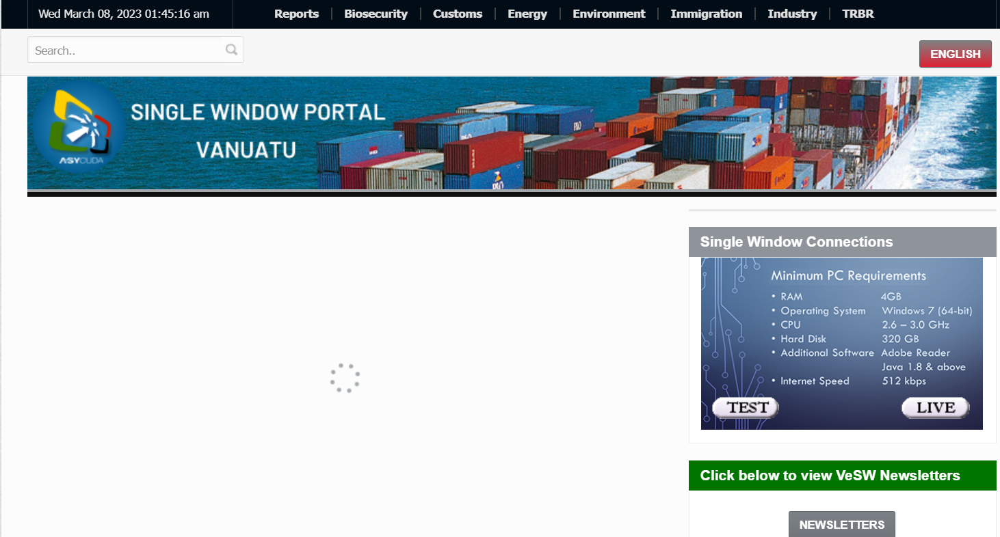 Wed March 08, 2023 01:45:16 am
Reports Biosecurity Customs Energy Environment Immigration Industry TRBR
Search..
ENGLISH
SINGLE WINDOW PORTAL
VANUATU
ASYCUDA
P&O
Single Window Connections
Minimum PC Requirements
• RAM 4GB
• Operating System Windows 7 (64-bit)
• CPU 2.6 – 3.0 GHz
• Hard Disk 320 GB
• Additional Software Adobe Reader
Java 1.8 & above
• Internet Speed 512 kbps
TEST LIVE
Click below to view VeSW Newsletters
NEWSLETTERS